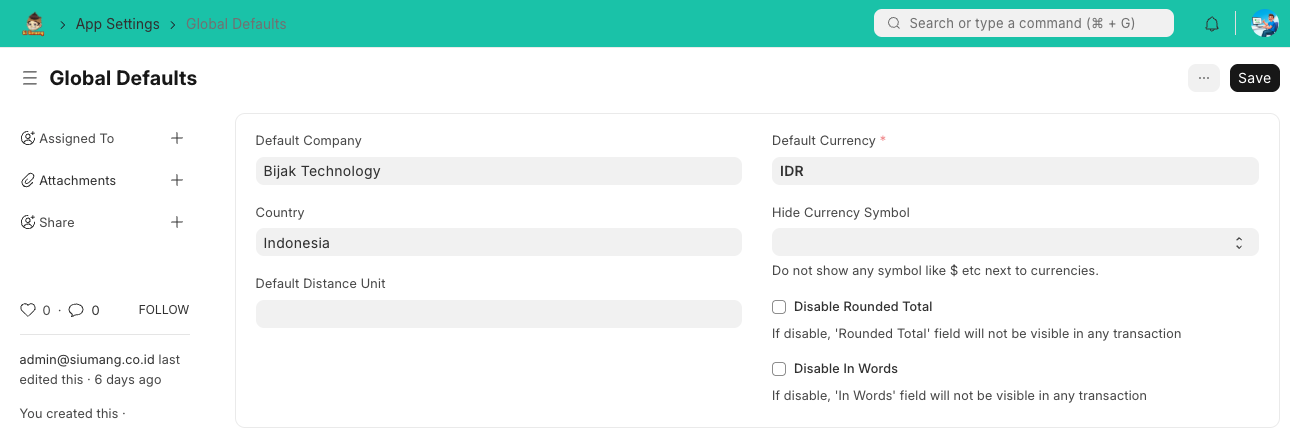 App Settings
Global Defaults
Search or type a command (⌘ + G)
Global Defaults
Save
Assigned To
Attachments
Share
0 · 0 FOLLOW
admin@siumang.co.id last
edited this · 6 days ago
You created this ·
Default Company
Bijak Technology
Country
Indonesia
Default Distance Unit
Default Currency *
IDR
Hide Currency Symbol
Do not show any symbol like $ etc next to currencies.
Disable Rounded Total
If disable, 'Rounded Total' field will not be visible in any transaction
Disable In Words
If disable, 'In Words' field will not be visible in any transaction